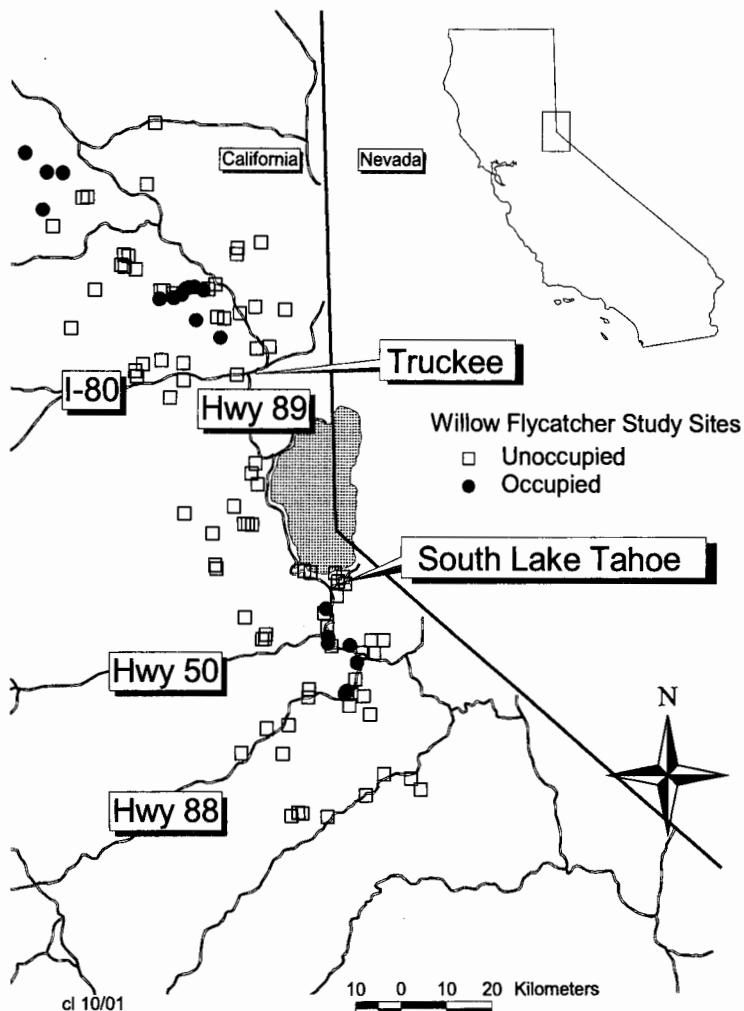 California
Nevada
Truckee
I-80
Hwy 89
Willow Flycatcher Study Sites
Unoccupied
Occupied
South Lake Tahoe
Hwy 50
N
Hwy 88
10 0 10 20 Kilometers
cl 10/01